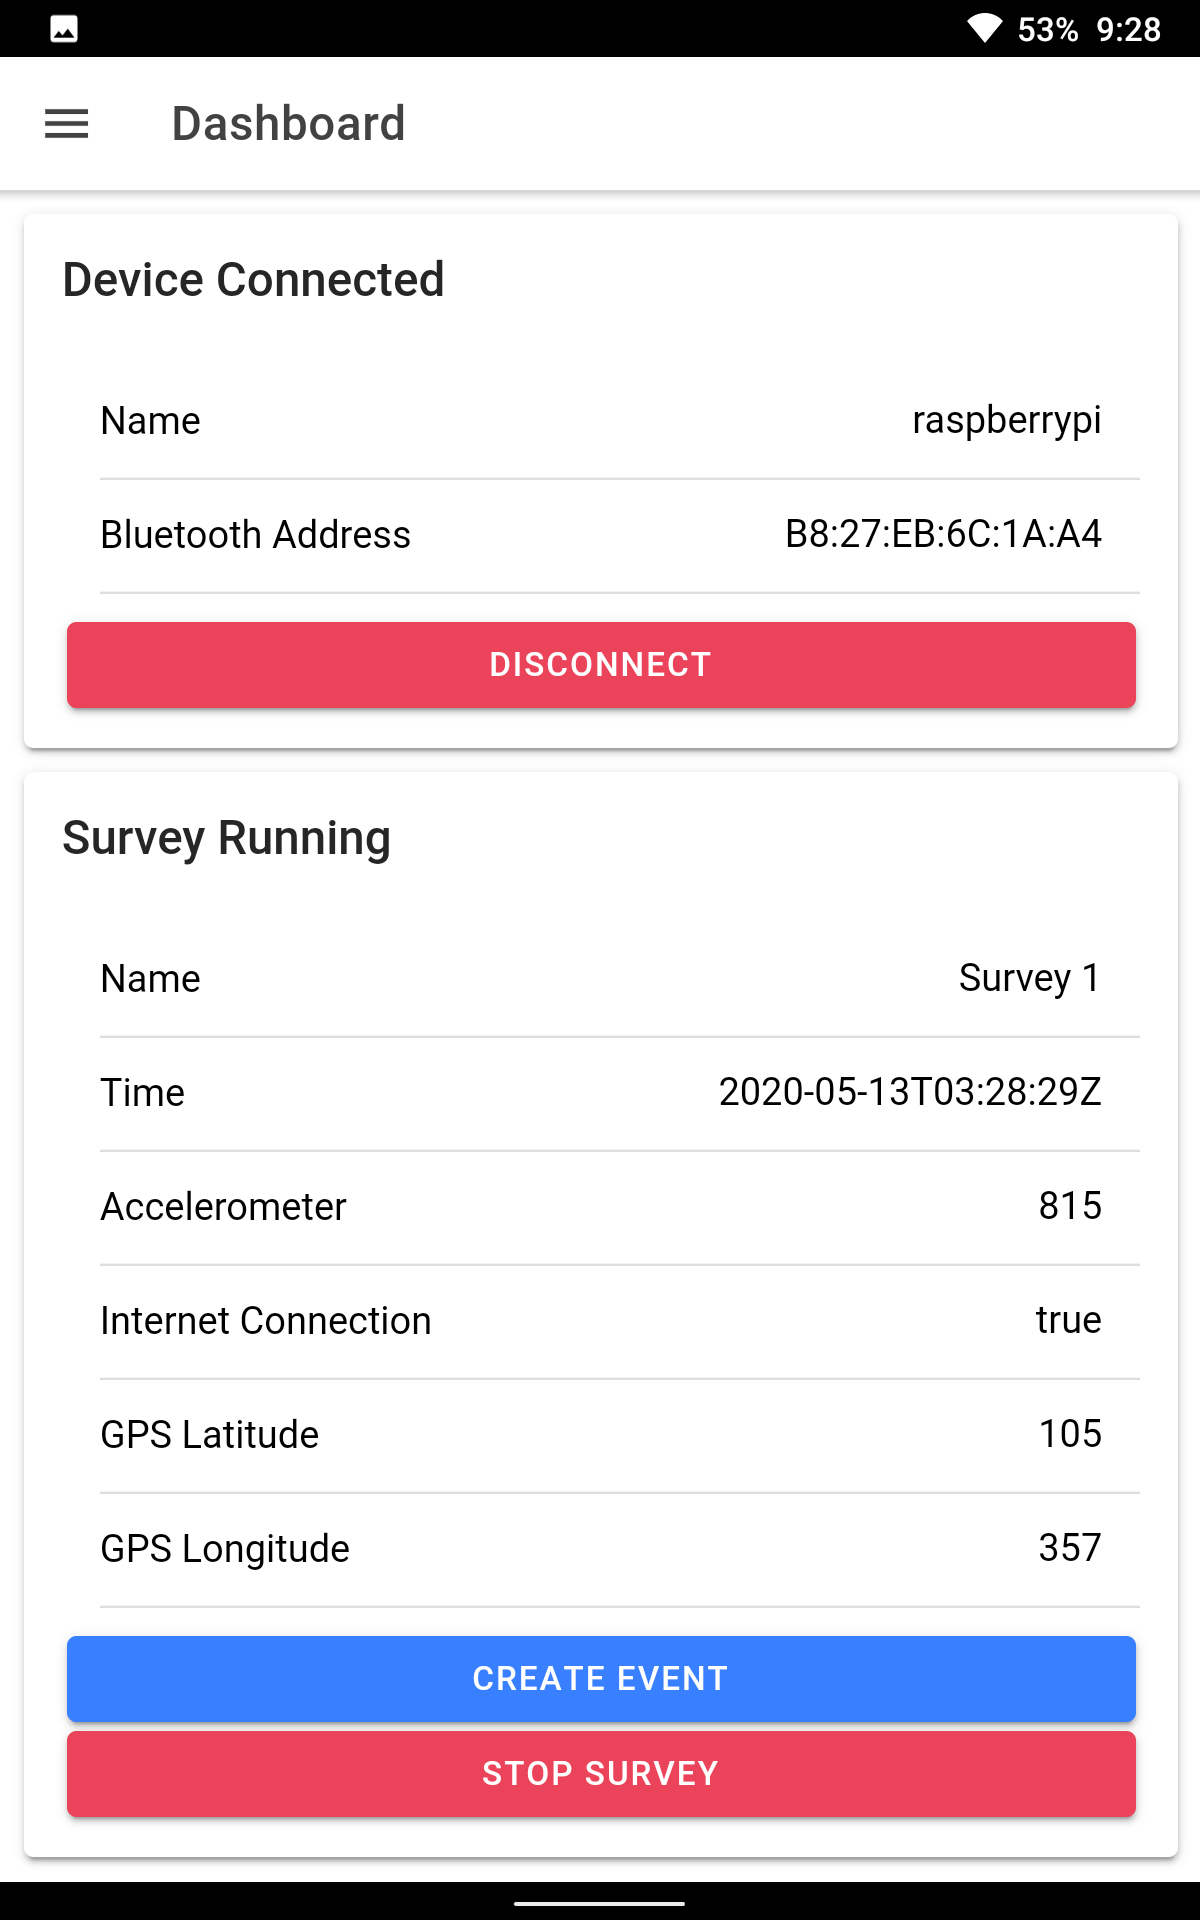 53% 9:28
Dashboard
Device Connected
Name raspberrypi
Bluetooth Address B8:27:EB:6C:1A:A4
DISCONNECT
Survey Running
Name Survey 1
Time 2020-05-13T03:28:29Z
Accelerometer 815
Internet Connection true
GPS Latitude 105
GPS Longitude 357
CREATE EVENT
STOP SURVEY